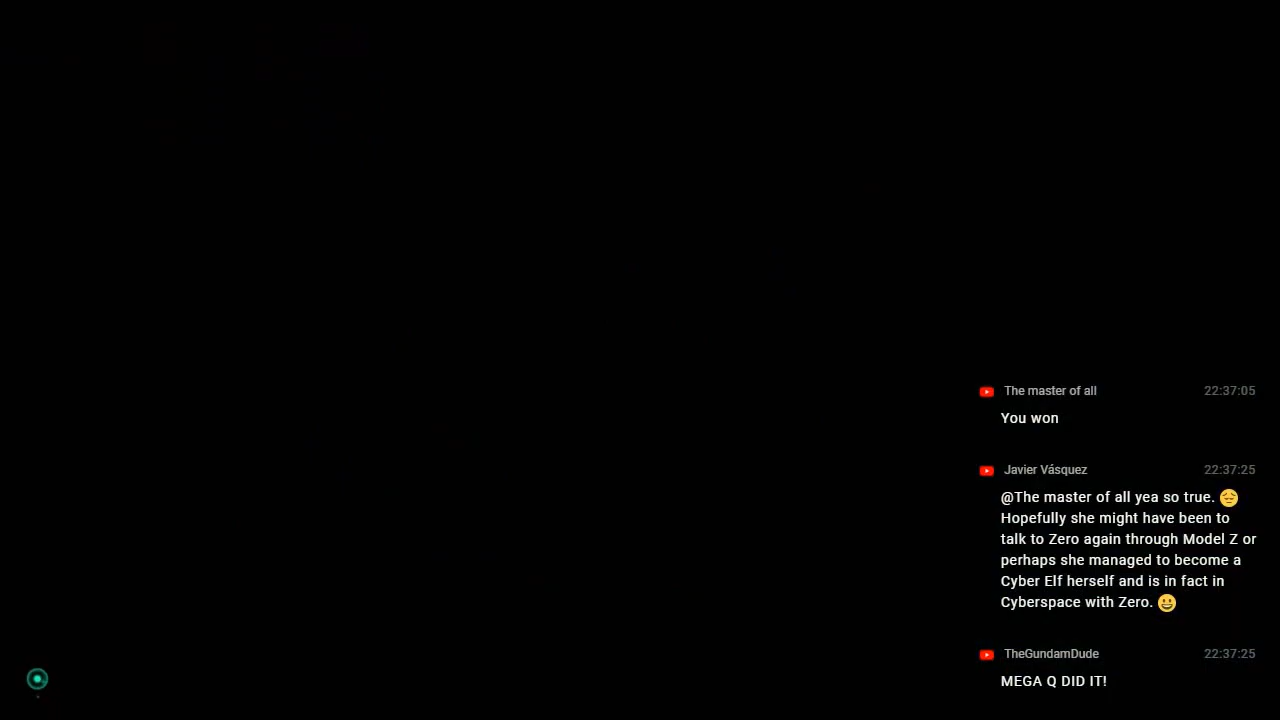 The master of all 22:37:05
You won
Javier Vásquez 22:37:25
@The master of all yea so true. 😔
Hopefully she might have been to
talk to Zero again through Model Z or
perhaps she managed to become a
Cyber Elf herself and is in fact in
Cyberspace with Zero. 😀
TheGundamDude 22:37:25
MEGA Q DID IT!